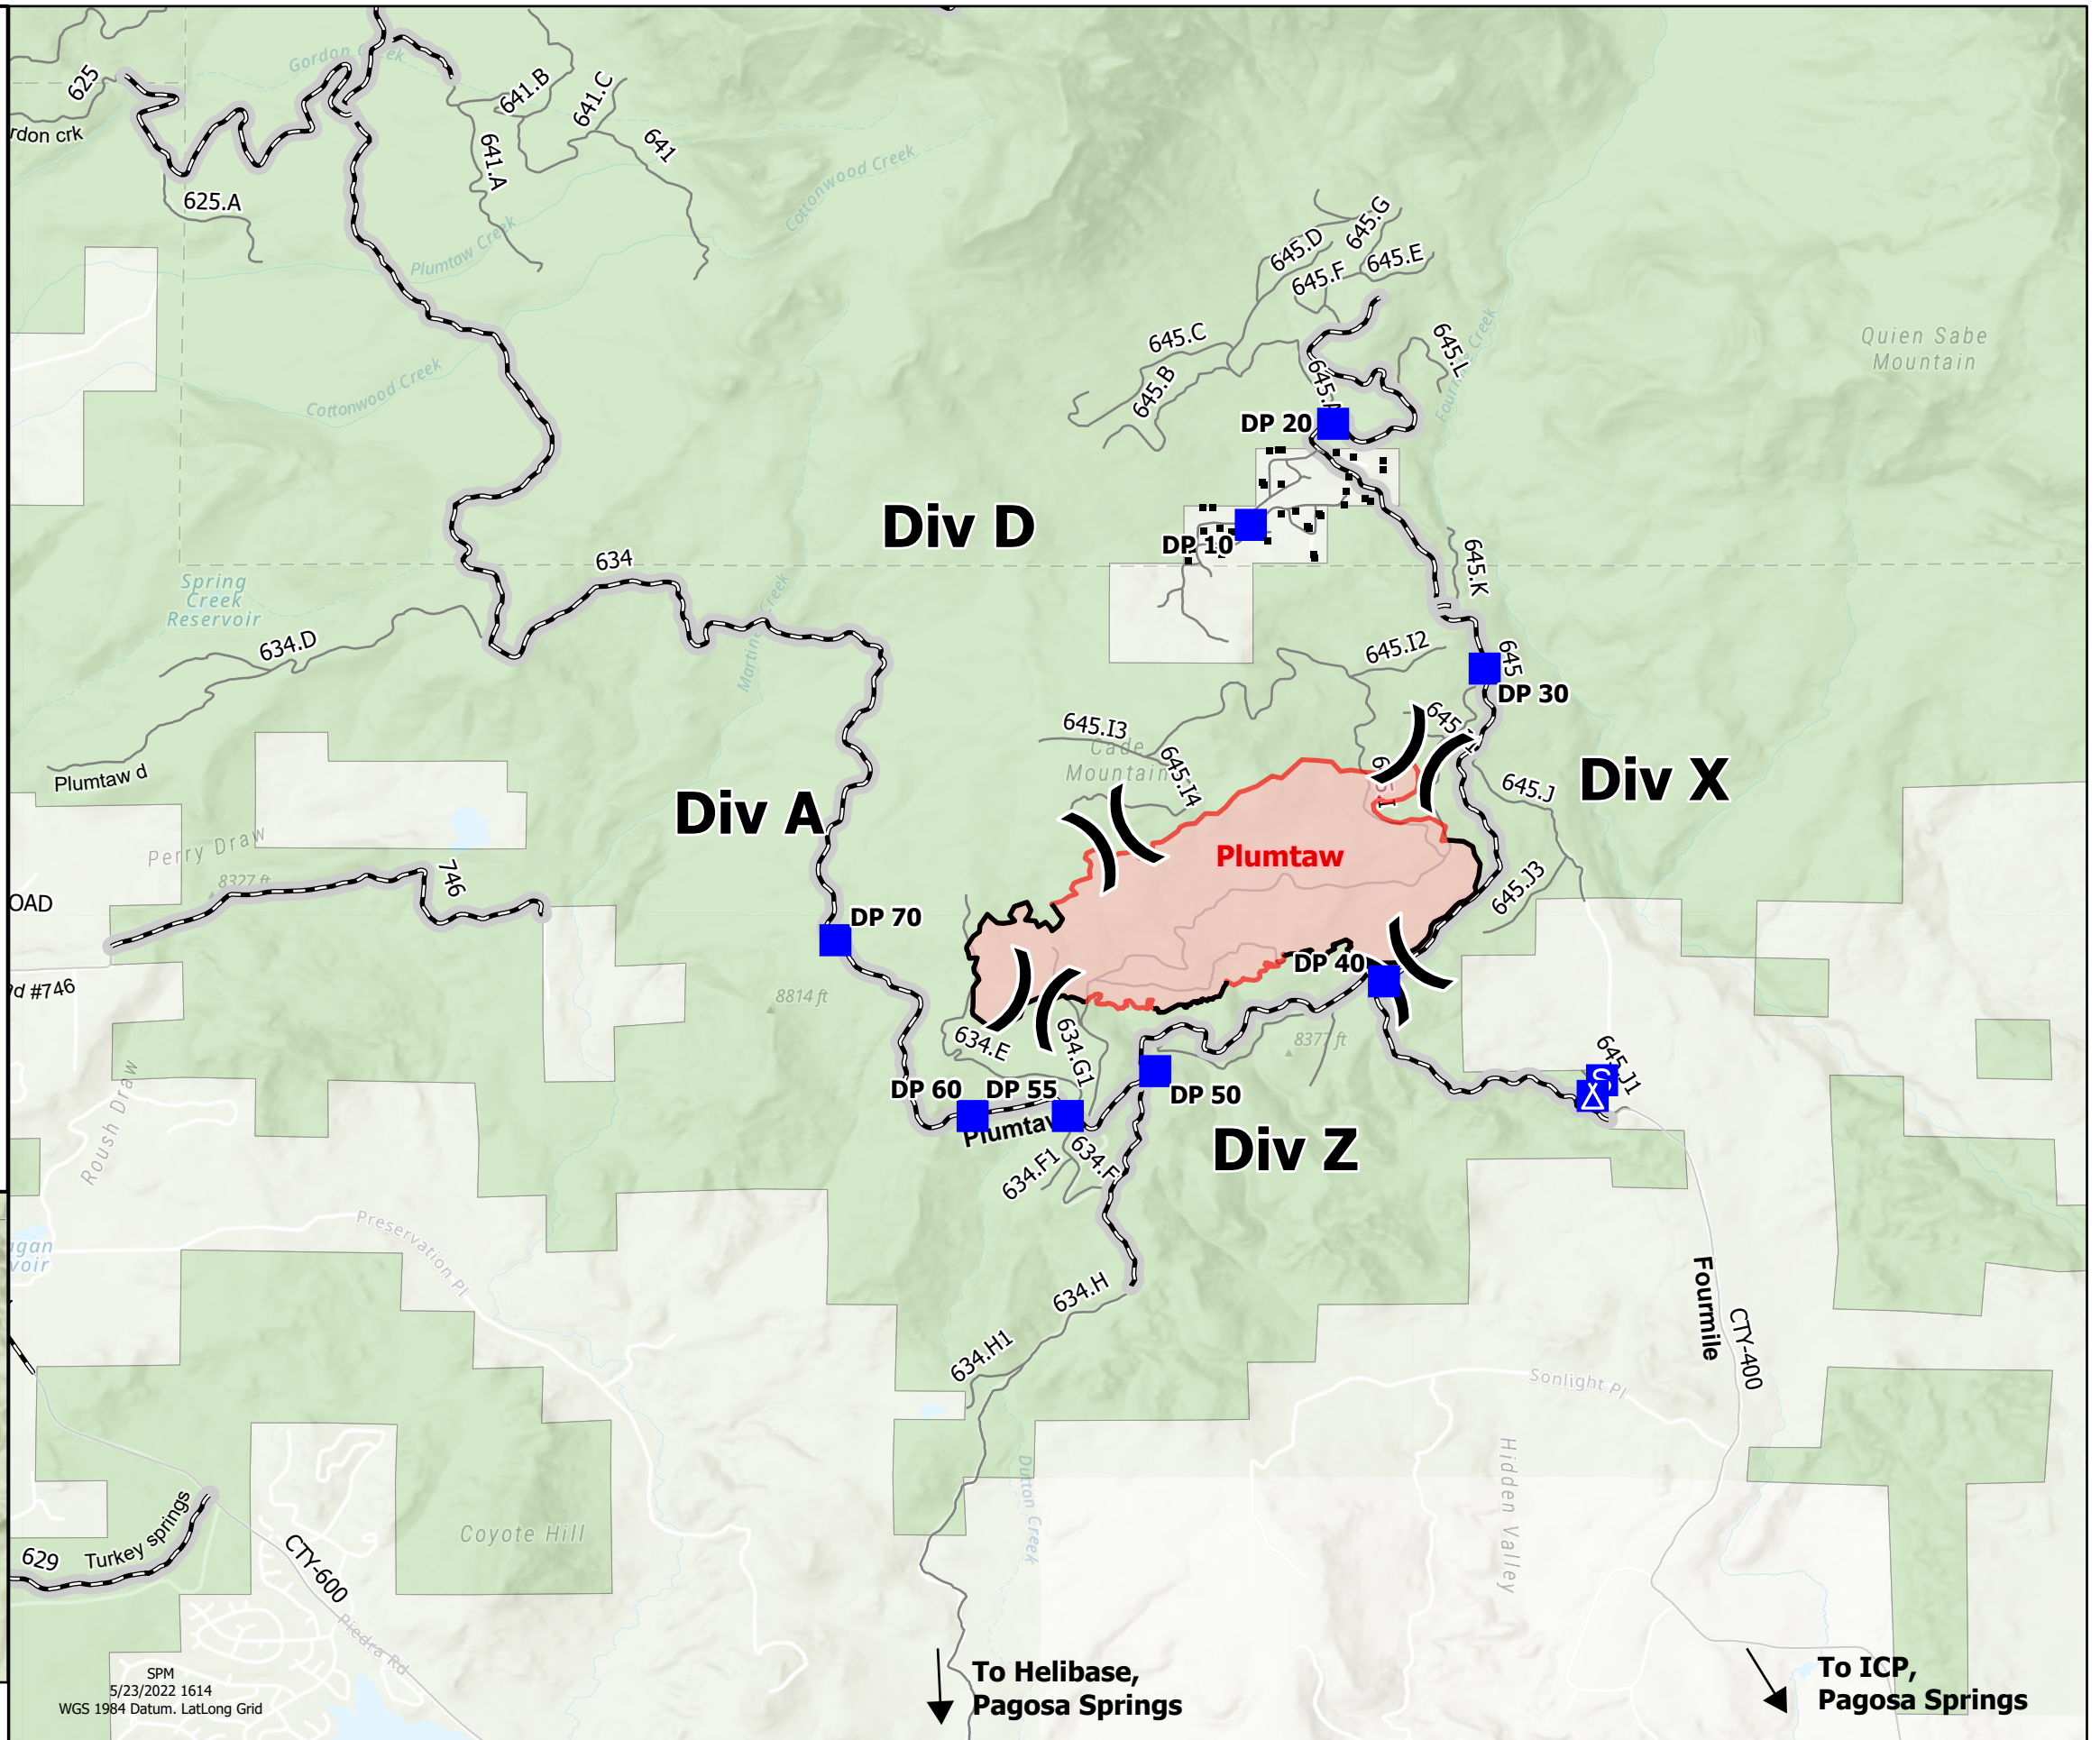 Gordon Creek
625
rdon crk
641.B
641.C
641
641.A
625.A
Cottonwood Creek
Plumtaw Creek
645.G
645.D
645.E
645.F
645.C
645.L
Fourmile Creek
Quien Sabe
Mountain
645.B
Cottonwood Creek
DP 20
Div D
DP 10
634
645.K
Spring
Creek
Reservoir
634.D
Martinez Creek
645.I2
645
DP 30
645.I3
Cade
Mountain
645.I4
Plumtaw d
Div X
645.J
Div A
Plumtaw
Perry Draw
746
8327 ft
OAD
645.J3
DP 70
DP 40
d #746
8814 ft
634.E
634.G1
8377 ft
645.J1
S
Roush Draw
DP 60
DP 55
DP 50
Plumtaw
Div Z
634.F1
634.F
Preservation Pl
agan
voir
634.H
Fourmile
CTY-400
634.H1
Sonlight Pl
Hidden Valley
Dutton Creek
Turkey springs
Coyote Hill
629
CTY-600
Piedra Rd
SPM
5/23/2022 1614
WGS 1984 Datum. LatLong Grid
To Helibase,
Pagosa Springs
To ICP,
Pagosa Springs